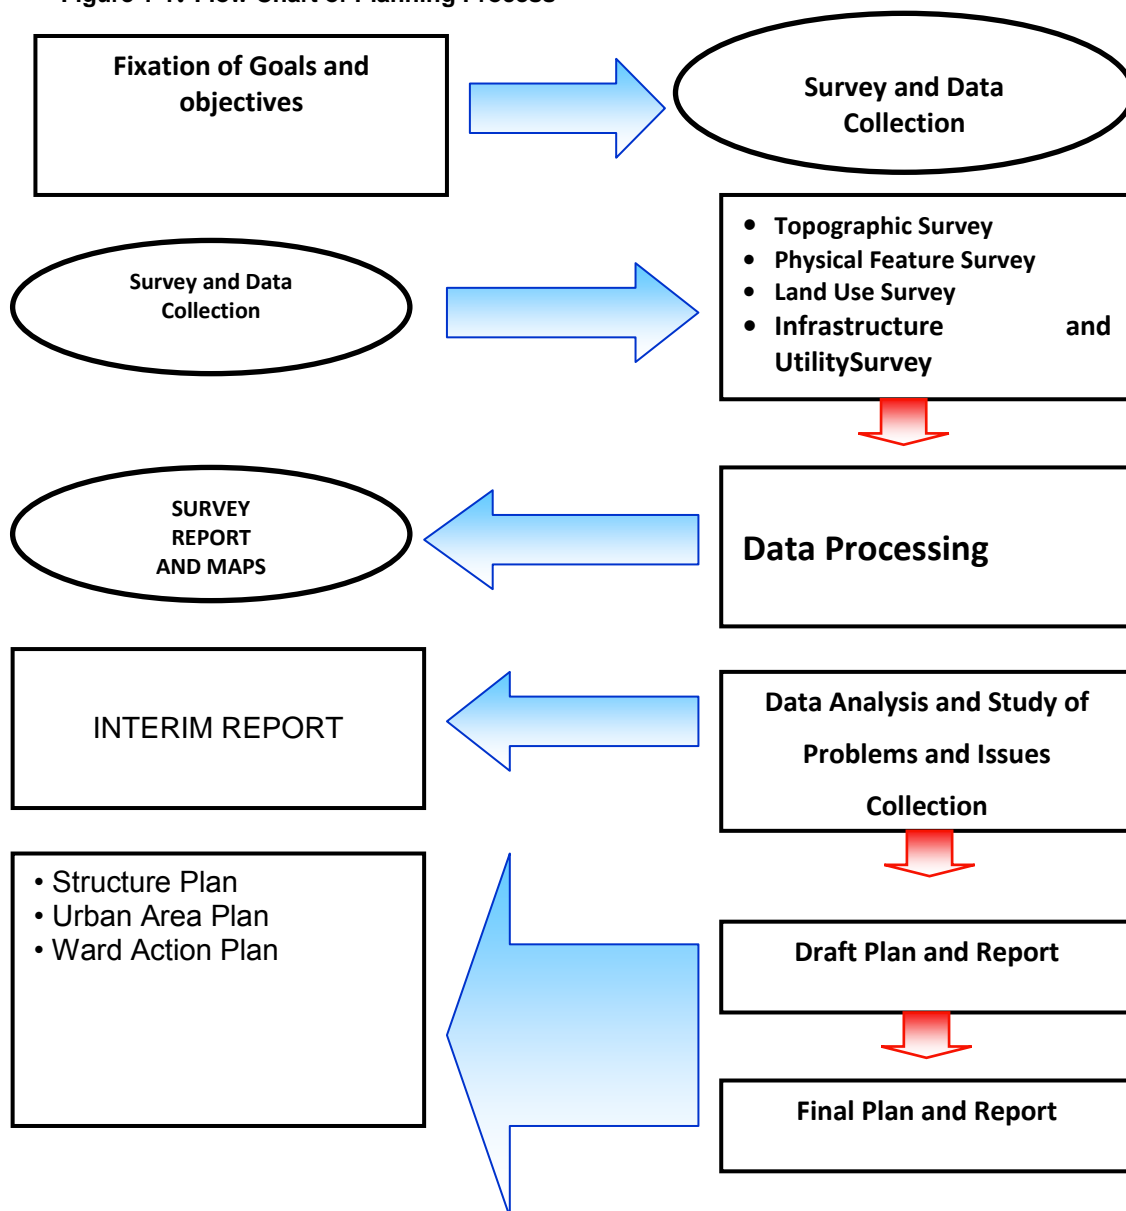 Fixation of Goals and
objectives
Survey and Data
Collection
Survey and Data
Collection
• Topographic Survey
• Physical Feature Survey
• Land Use Survey
• Infrastructure and
UtilitySurvey
SURVEY
REPORT
AND MAPS
Data Processing
INTERIM REPORT
Data Analysis and Study of
Problems and Issues
Collection
• Structure Plan
• Urban Area Plan
• Ward Action Plan
Draft Plan and Report
Final Plan and Report